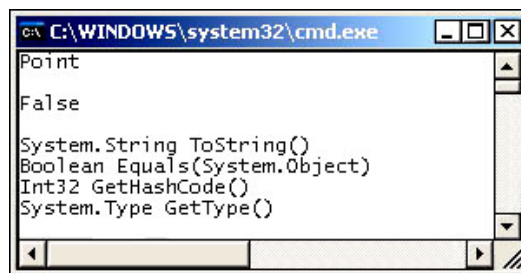 C:\WINDOWS\system32\cmd.exe
Point
False
System.String ToString()
Boolean Equals(System.Object)
Int32 GetHashCode()
System.Type GetType()